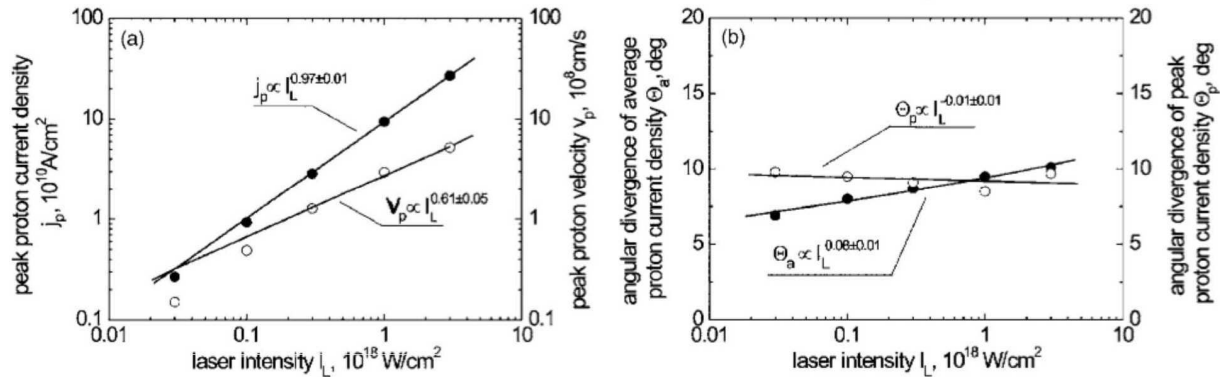 (a)
peak proton current density
j_p, 10^10A/cm^2
100
10
1
0.1
j_p ∝ I_L^0.97±0.01
V_p ∝ I_L^0.61±0.05
100
10
1
0.1
peak proton velocity v_p, 10^8cm/s
0.01
0.1
1
10
laser intensity I_L, 10^18 W/cm^2
(b)
angular divergence of average
proton current density Θ_a, deg
20
15
10
5
0
Θ_p ∝ I_L^-0.01±0.01
Θ_a ∝ I_L^0.08±0.01
20
15
10
5
0
angular divergence of peak
proton current density Θ_p, deg
0.01
0.1
1
10
laser intensity I_L, 10^18 W/cm^2